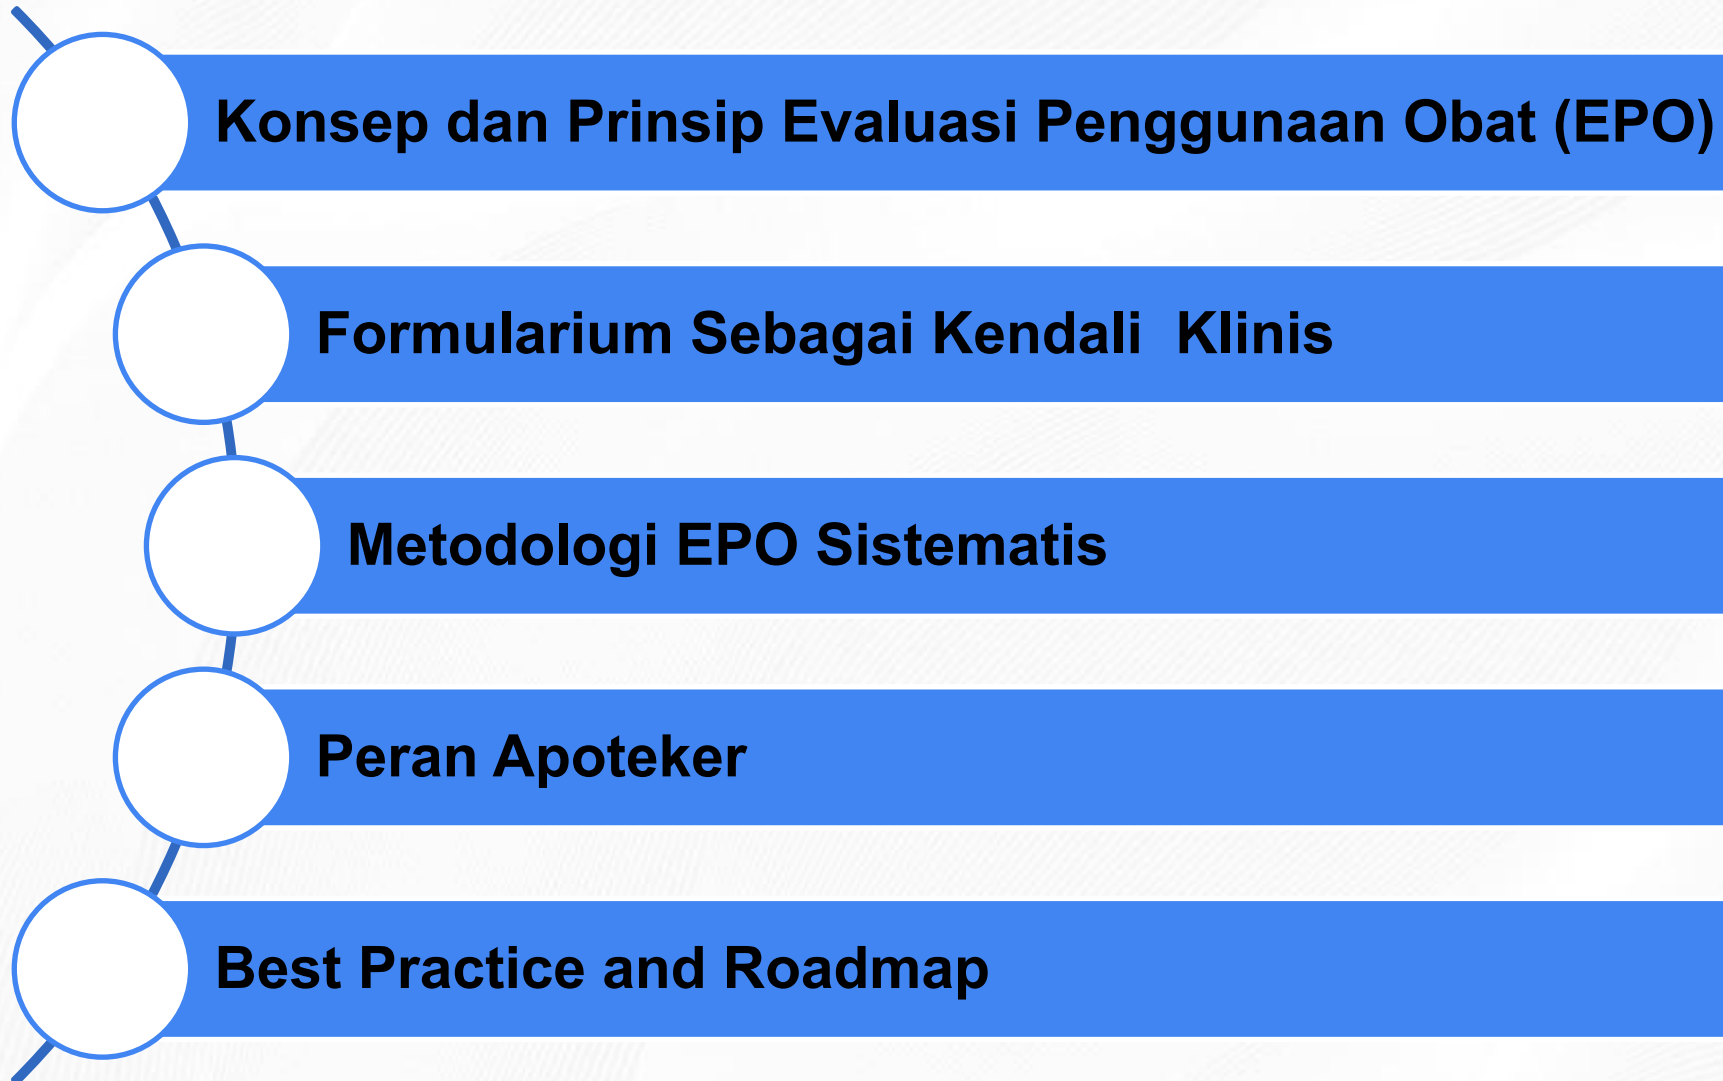 Konsep dan Prinsip Evaluasi Penggunaan Obat (EPO)
Formularium Sebagai Kendali  Klinis
Metodologi EPO Sistematis
Peran Apoteker
Best Practice and Roadmap